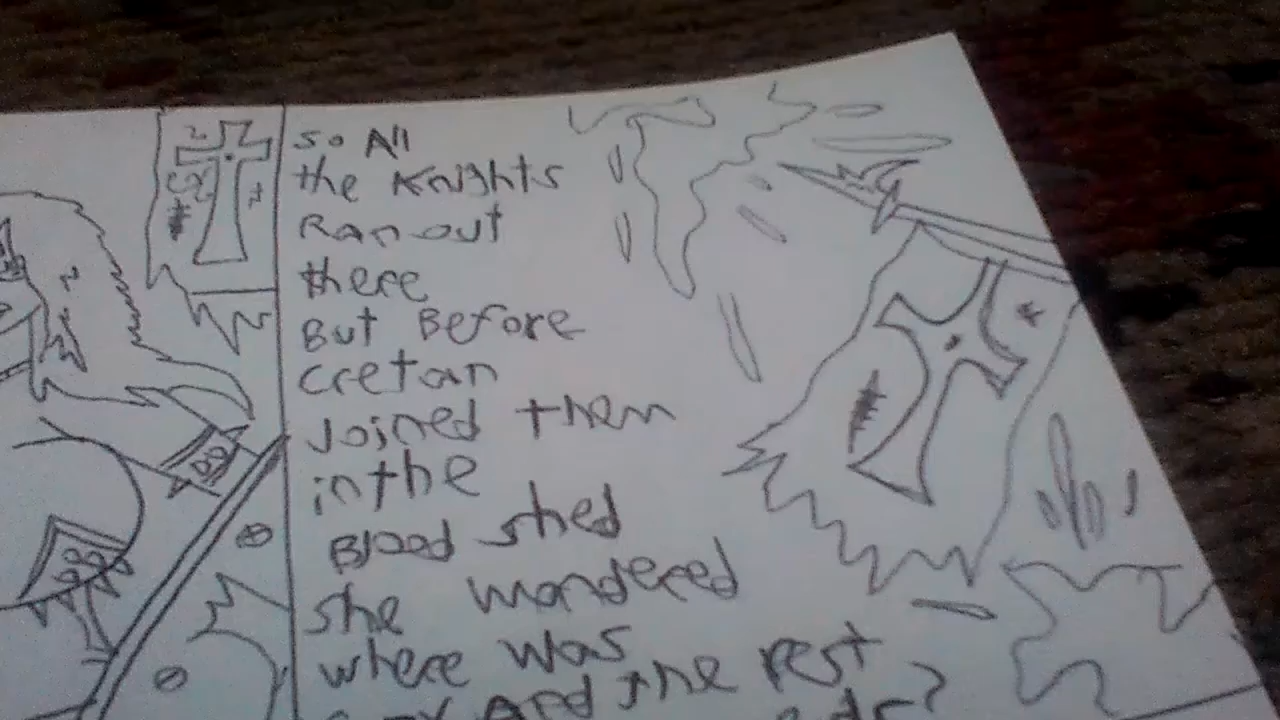 So All
the Knights
Ran out
there
But Before
cretan
Joined them
in the
Blood shed
she wondered
where was
And the rest